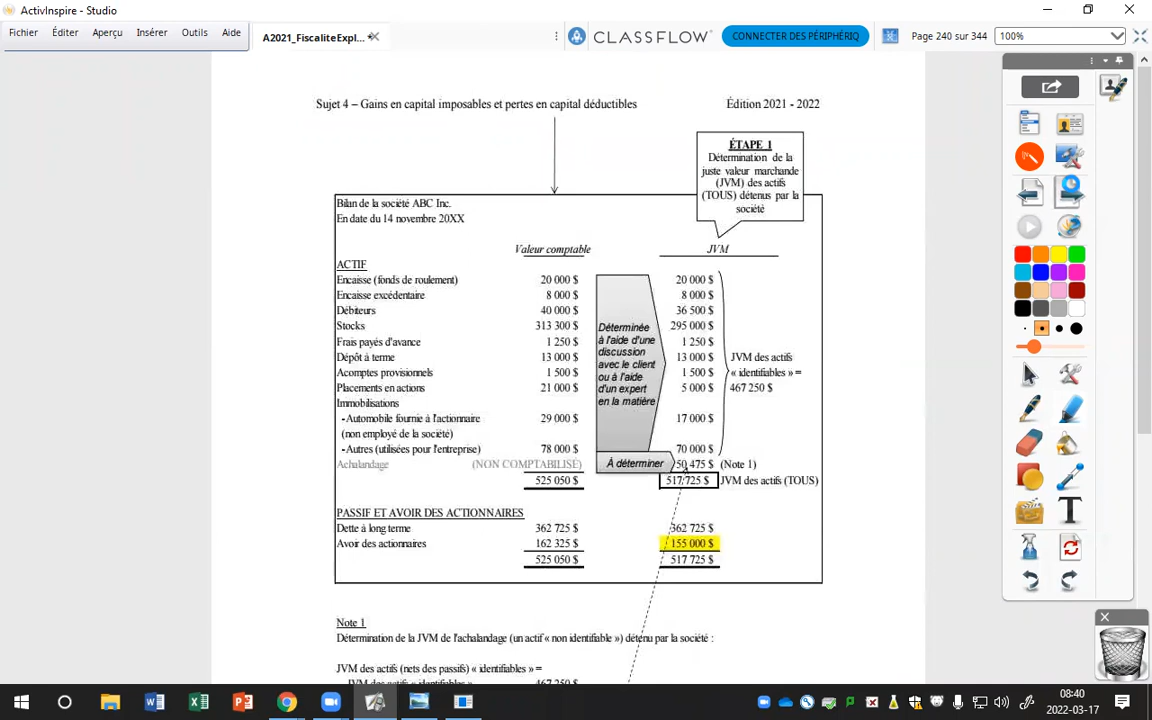 ActivInspire - Studio
Fichier Éditer Aperçu Insérer Outils Aide
A2021_FiscaliteExpl...
CLASSFLOW
CONNECTER DES PÉRIPHÉRIQ
Page 240 sur 344
100%
Sujet 4 – Gains en capital imposables et pertes en capital déductibles
Édition 2021 - 2022
ÉTAPE 1
Détermination de la
juste valeur marchande
(JVM) des actifs
(TOUS) détenus par la
société
Bilan de la société ABC Inc.
En date du 14 novembre 20XX
Valeur comptable JVM
ACTIF
Encaisse (fonds de roulement) 20 000 $ 20 000 $
Encaisse excédentaire 8 000 $ 8 000 $
Débiteurs 40 000 $ 36 500 $
Stocks 313 300 $ 295 000 $
Frais payés d'avance 1 250 $ 1 250 $
Dépôt à terme 13 000 $ 13 000 $
Acomptes provisionnels 1 500 $ 1 500 $
Placements en actions 21 000 $ 5 000 $
Immobilisations
-Automobile fournie à l'actionnaire 29 000 $ 17 000 $
(non employé de la société)
-Autres (utilisées pour l'entreprise) 78 000 $ 70 000 $
Achalandage (NON COMPTABILISÉ) 50 475 $ (Note 1)
525 050 $ 517 725 $ JVM des actifs (TOUS)
Déterminée
à l'aide d'une
discussion
avec le client
ou à l'aide
d'un expert
en la matière
À déterminer
JVM des actifs
« identifiables » =
467 250 $
PASSIF ET AVOIR DES ACTIONNAIRES
Dette à long terme 362 725 $ 362 725 $
Avoir des actionnaires 162 325 $ 155 000 $
525 050 $ 517 725 $
Note 1
Détermination de la JVM de l'achalandage (un actif « non identifiable ») détenu par la société :
JVM des actifs (nets des passifs) « identifiables » =
JVM des actifs « identifiables » 467 250 $
08:40
2022-03-17